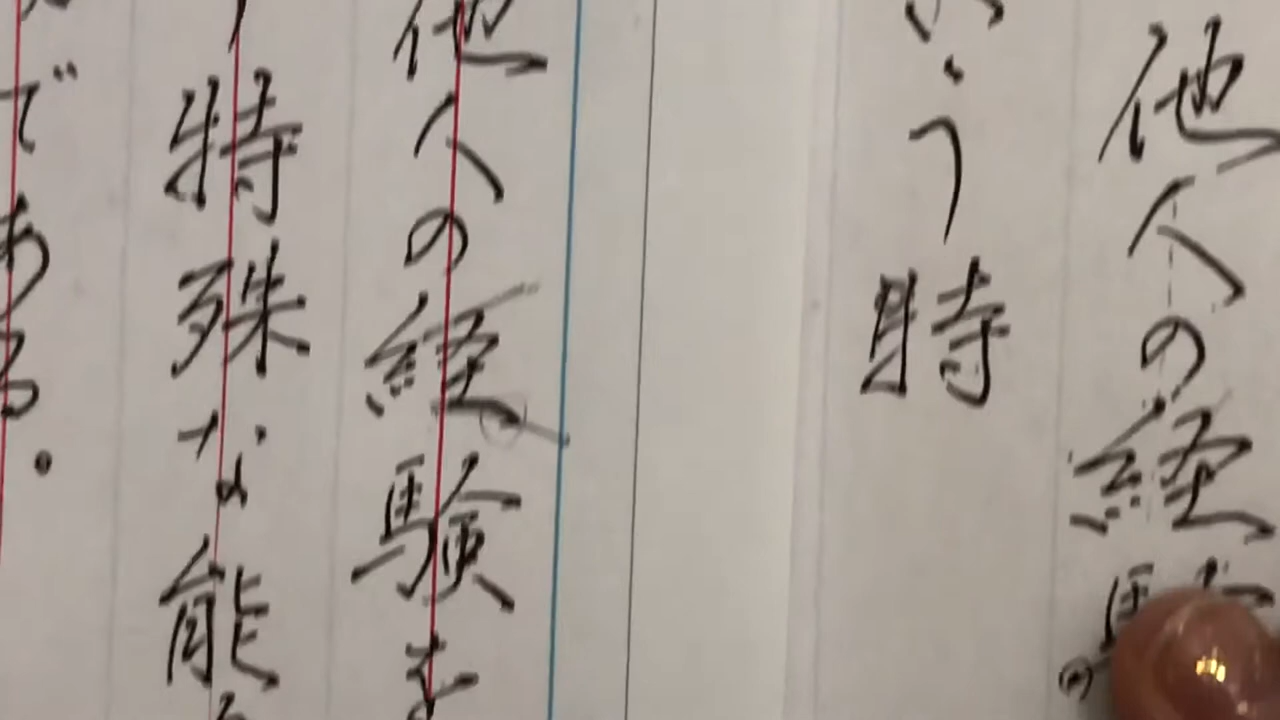 他人の経
う時
他人の経験を
特殊な能
である.